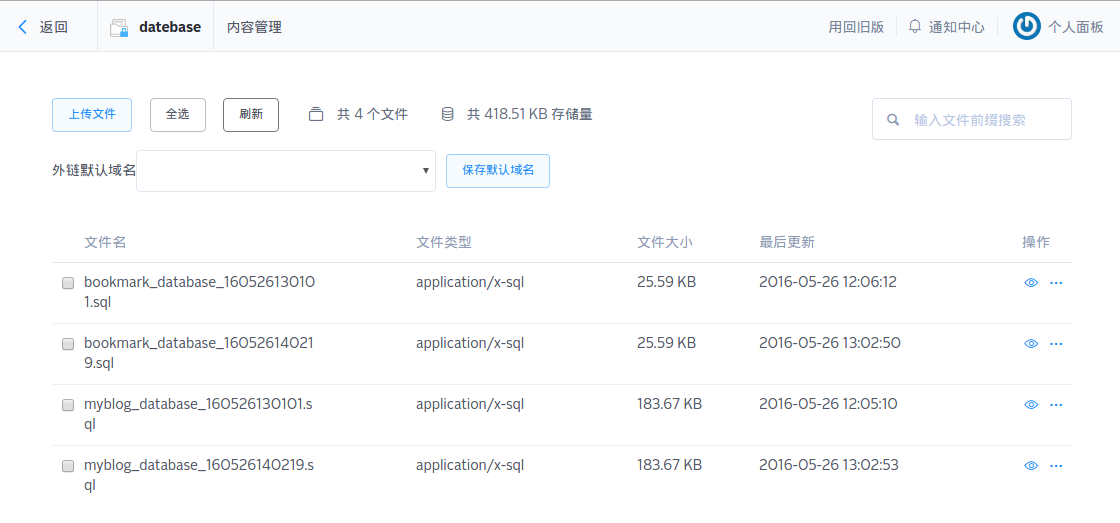 返回 datebase 内容管理 用回旧版 通知中心 个人面板
上传文件 全选 刷新 共 4 个文件 共 418.51 KB 存储量 输入文件前缀搜索
外链默认域名 保存默认域名
文件名 文件类型 文件大小 最后更新 操作
bookmark_database_16052613010 application/x-sql 25.59 KB 2016-05-26 12:06:12
1.sql
bookmark_database_16052614021 application/x-sql 25.59 KB 2016-05-26 13:02:50
9.sql
myblog_database_160526130101.s application/x-sql 183.67 KB 2016-05-26 12:05:10
ql
myblog_database_160526140219.s application/x-sql 183.67 KB 2016-05-26 13:02:53
ql